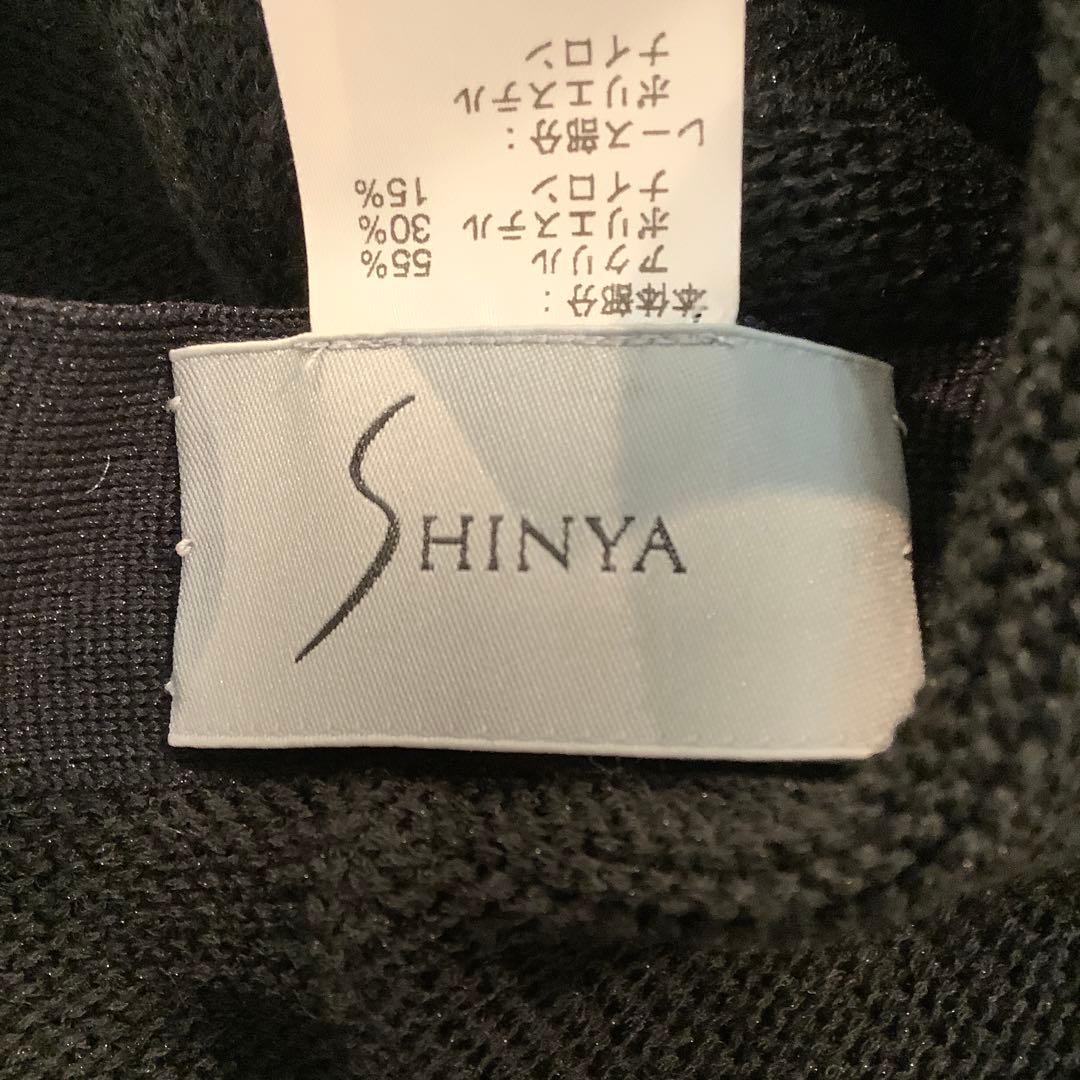 本体部分：
アクリル 55%
ポリエステル 30%
ナイロン 15%
レース部分：
ポリエステル
ナイロン
SHINYA